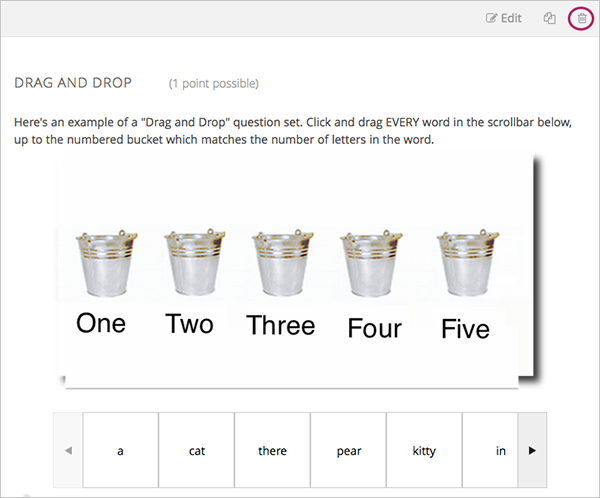 Edit
DRAG AND DROP (1 point possible)
Here's an example of a "Drag and Drop" question set. Click and drag EVERY word in the scrollbar below,
up to the numbered bucket which matches the number of letters in the word.
One Two Three Four Five
a cat there pear kitty in